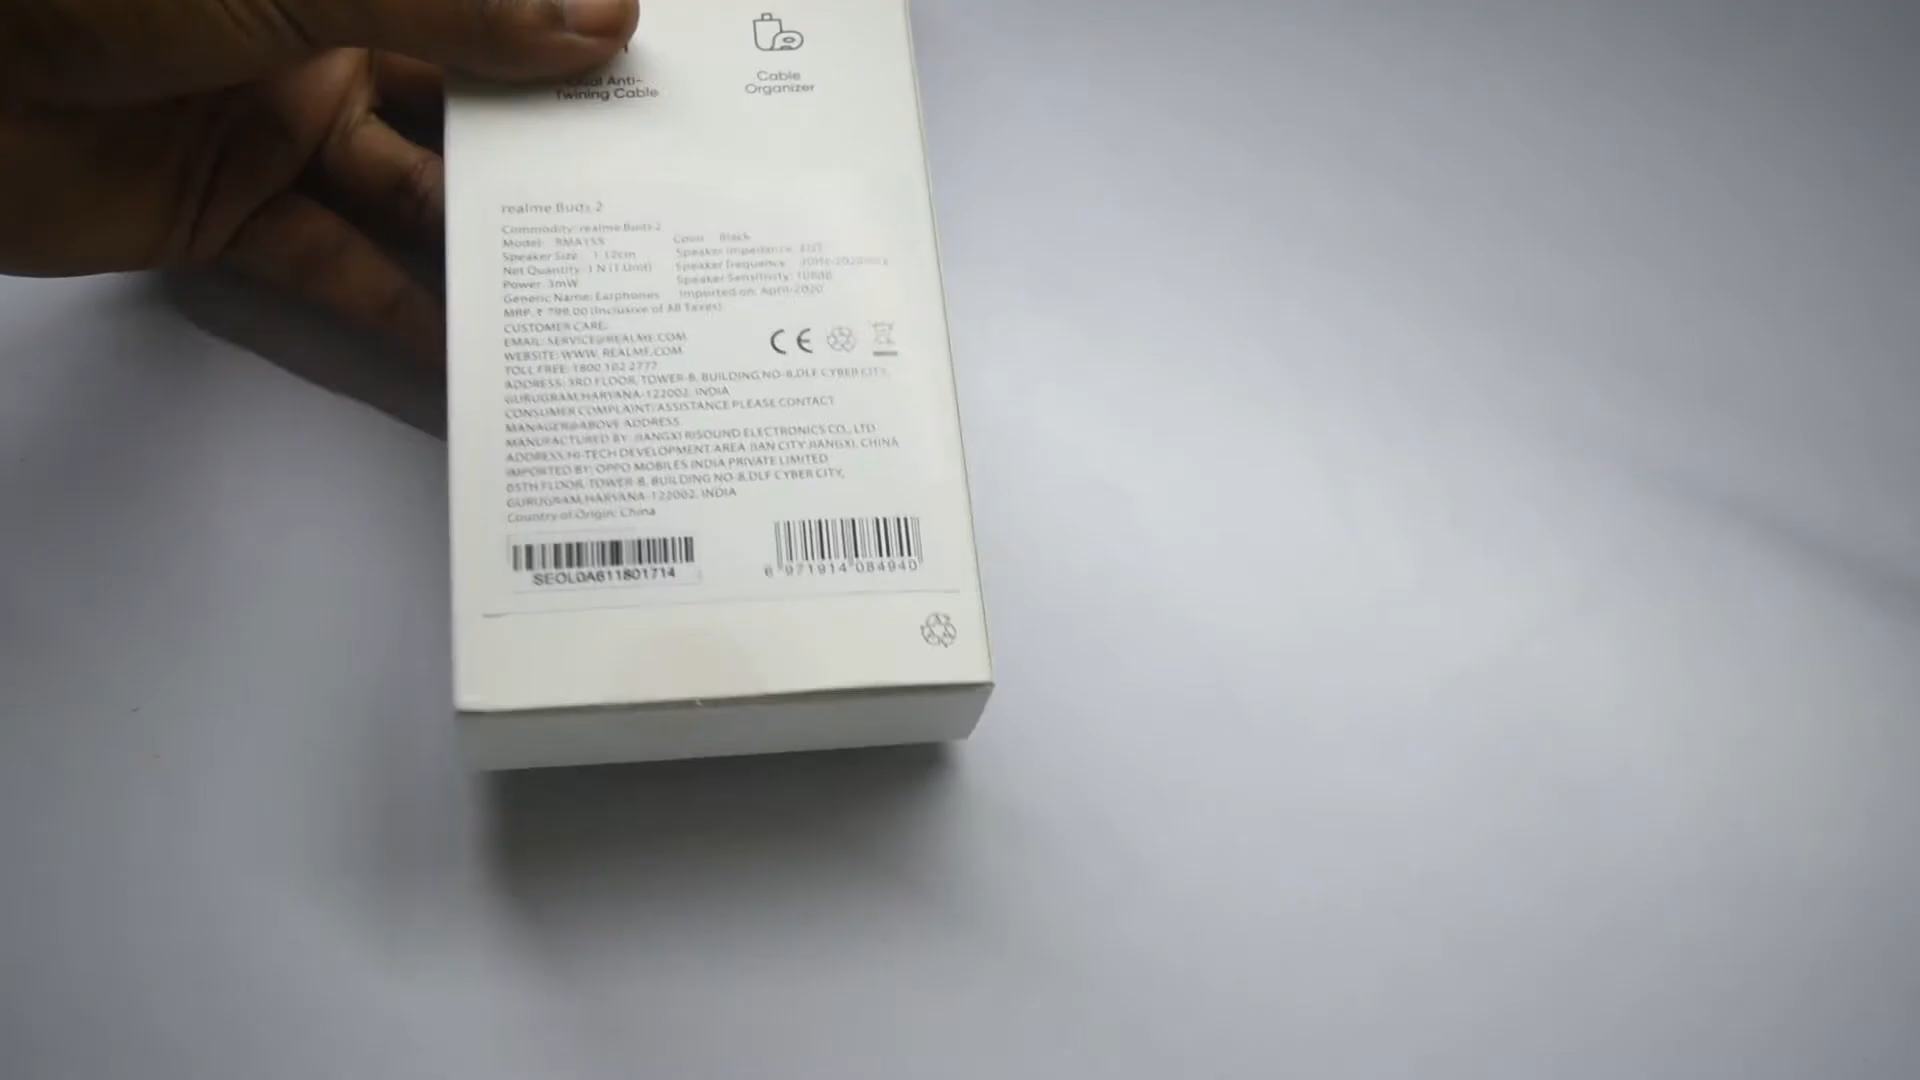 Anti-
Twining Cable
Cable
Organizer
realme Buds 2
Commodity: realme Buds 2
Model: RMA155
Color: Black
Speaker Size: 1.12cm
Speaker Impedance:
Net Quantity: 1 N (1 Unit)
Speaker frequency:
Power: 3mW
Speaker Sensitivity: 108dB
Generic Name: Earphones
Imported on: April-2020
MRP: ₹ 799.00 (Inclusive of All Taxes)
CUSTOMER CARE:
EMAIL: SERVICE@REALME.COM
WEBSITE: WWW. REALME.COM
TOLL FREE: 1800 102 2777
ADDRESS: 3RD FLOOR, TOWER-B, BUILDING NO-8,DLF CYBER CITY,
GURUGRAM,HARYANA-122002, INDIA
CONSUMER COMPLAINT/ASSISTANCE PLEASE CONTACT
MANAGER@ABOVE ADDRESS.
MANUFACTURED BY: JIANGXI RISOUND ELECTRONICS CO., LTD
ADDRESS:HI-TECH DEVELOPMENT AREA JIAN CITY JIANGXI, CHINA
IMPORTED BY: OPPO MOBILES INDIA PRIVATE LIMITED
05TH FLOOR, TOWER-B, BUILDING NO-8,DLF CYBER CITY,
GURUGRAM,HARYANA-122002, INDIA
Country of Origin: China
CE
SEOL0A611801714
6 971914 084940